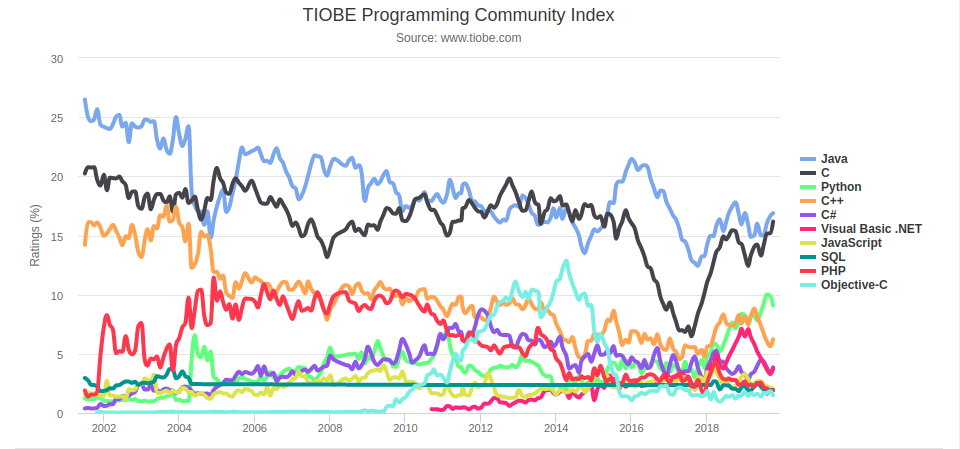 TIOBE Programming Community Index
Source: www.tiobe.com
Ratings (%)
30
25
20
15
10
5
0
2002 2004 2006 2008 2010 2012 2014 2016 2018
Java
C
Python
C++
C#
Visual Basic .NET
JavaScript
SQL
PHP
Objective-C